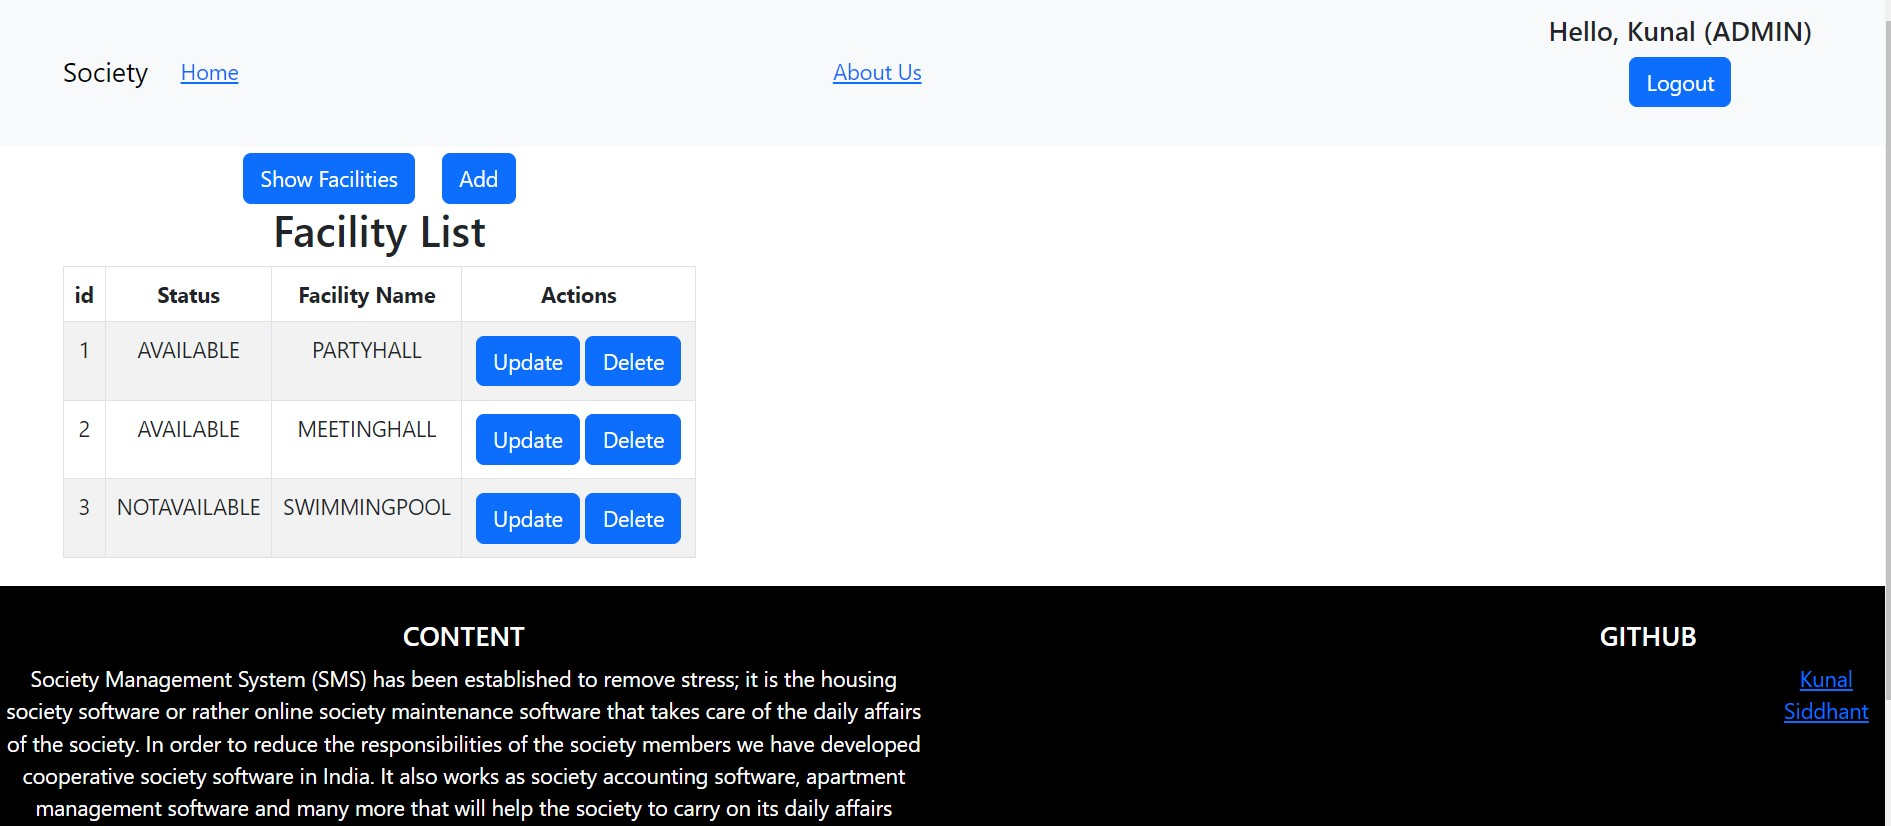 Hello, Kunal (ADMIN)
Society Home About Us
Logout
Show Facilities Add
Facility List
id Status Facility Name Actions
1 AVAILABLE PARTYHALL Update Delete
2 AVAILABLE MEETINGHALL Update Delete
3 NOTAVAILABLE SWIMMINGPOOL Update Delete
CONTENT
Society Management System (SMS) has been established to remove stress; it is the housing
society software or rather online society maintenance software that takes care of the daily affairs
of the society. In order to reduce the responsibilities of the society members we have developed
cooperative society software in India. It also works as society accounting software, apartment
management software and many more that will help the society to carry on its daily affairs
GITHUB
Kunal
Siddhant